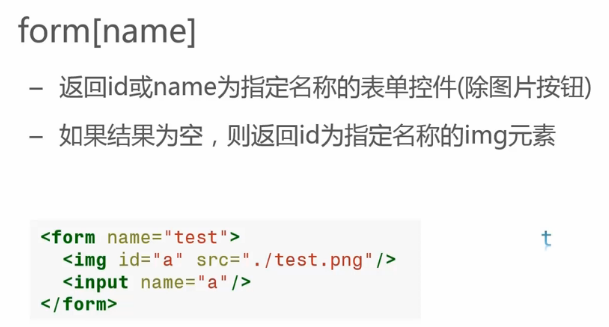 form[name]
– 返回id或name为指定名称的表单控件(除图片按钮)
– 如果结果为空，则返回id为指定名称的img元素
<form name="test">
<img id="a" src="./test.png"/>
<input name="a"/>
</form>
t